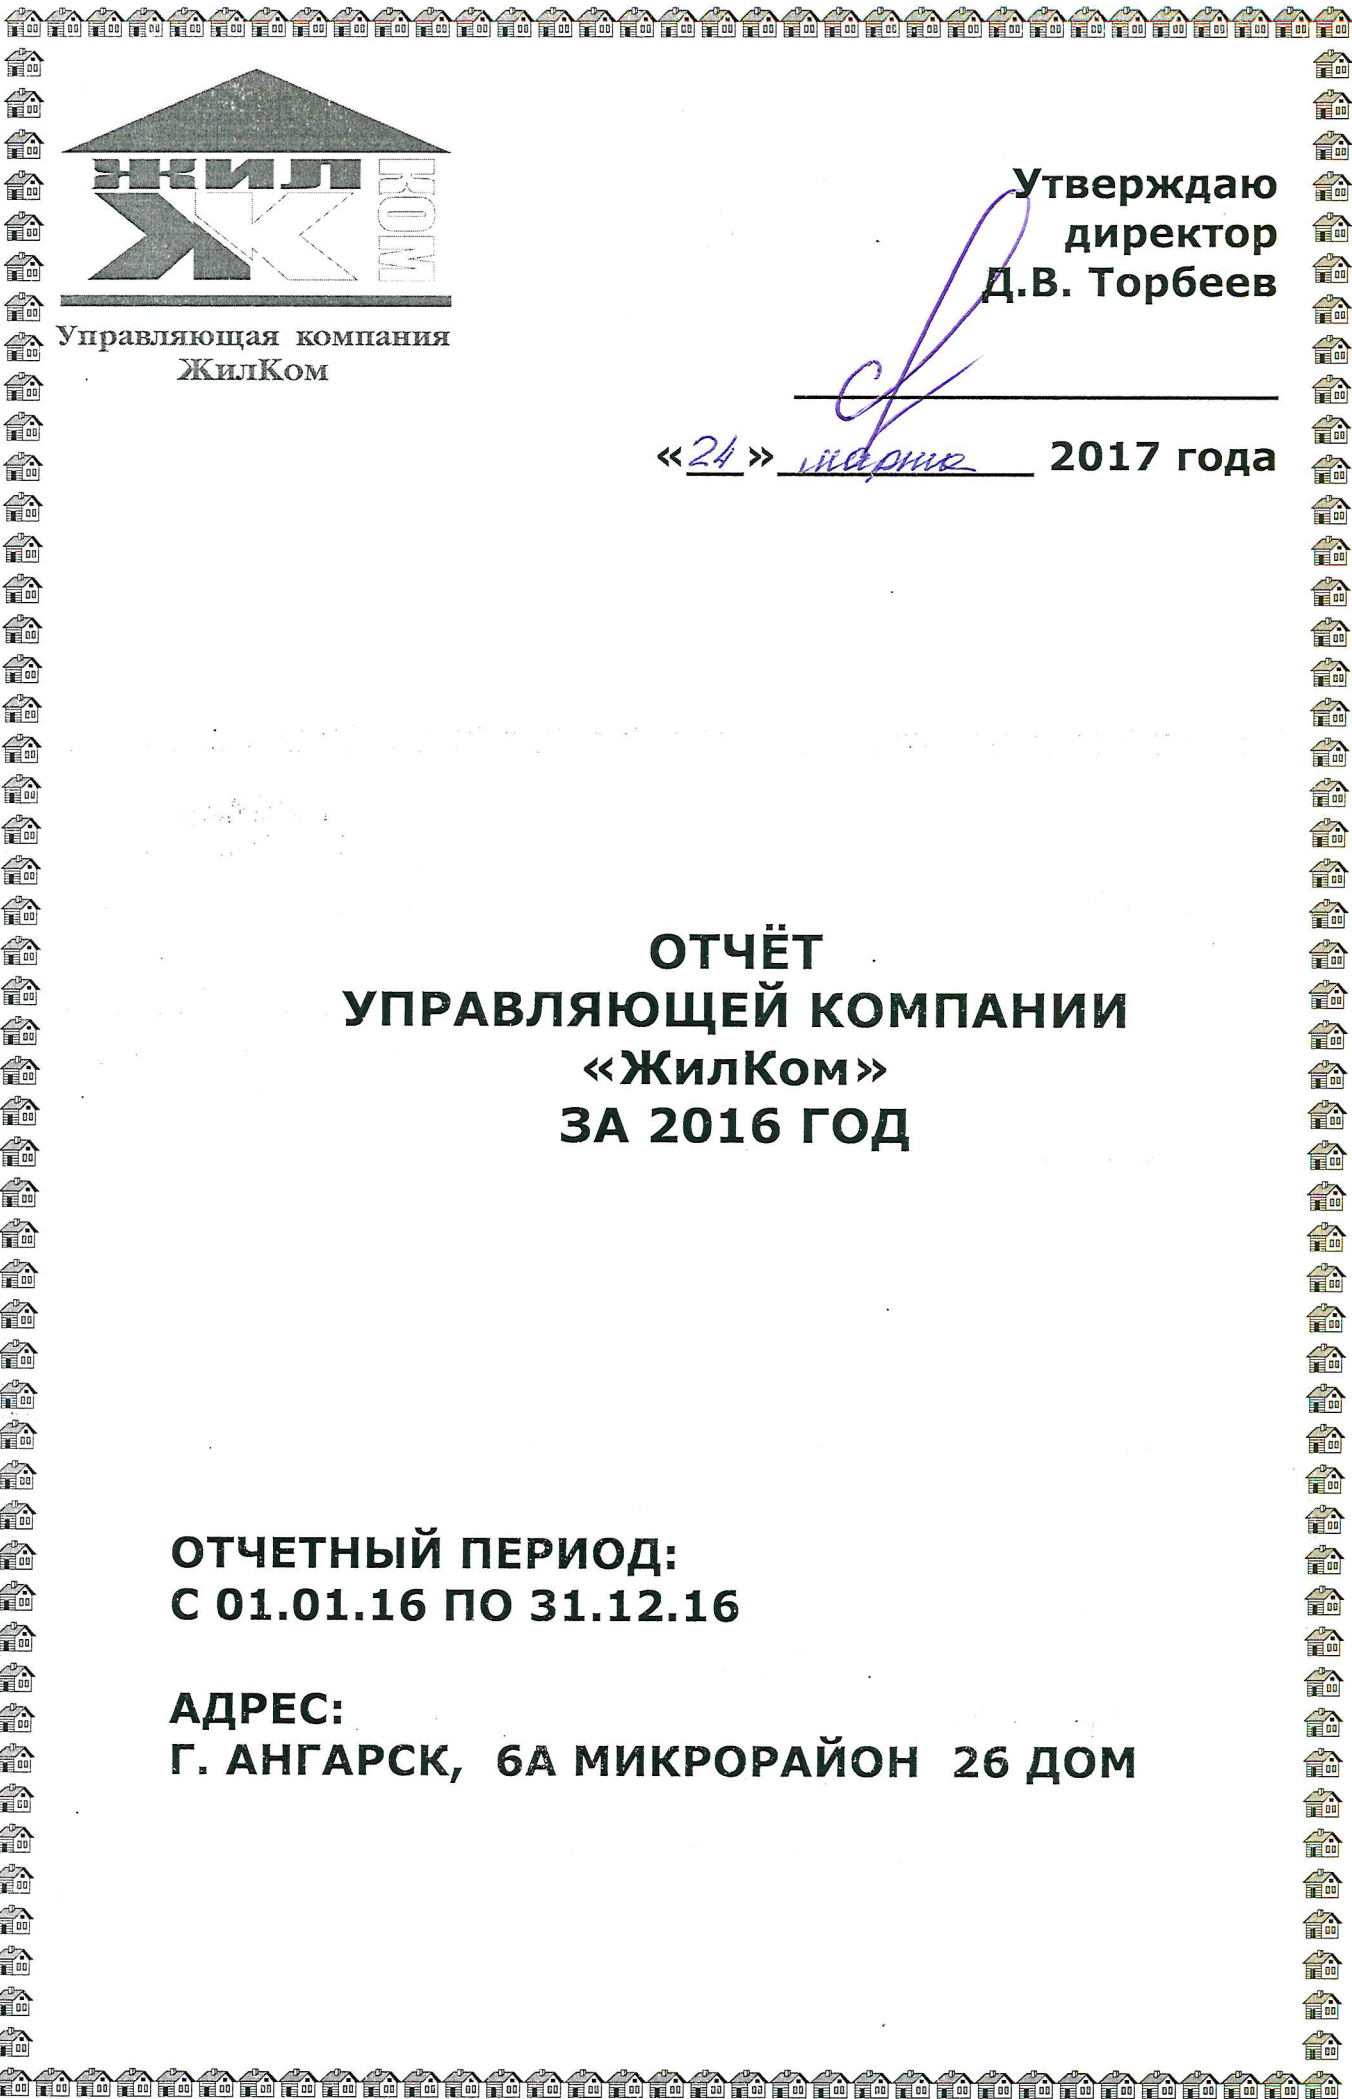 ЖИЛ
КОМ
ЖК
Управляющая компания
ЖилКом
Утверждаю
директор
Д.В. Торбеев
«24» марта 2017 года
ОТЧЁТ
УПРАВЛЯЮЩЕЙ КОМПАНИИ
«ЖилКом»
ЗА 2016 ГОД
ОТЧЕТНЫЙ ПЕРИОД:
С 01.01.16 ПО 31.12.16
АДРЕС:
Г. АНГАРСК, 6А МИКРОРАЙОН 26 ДОМ